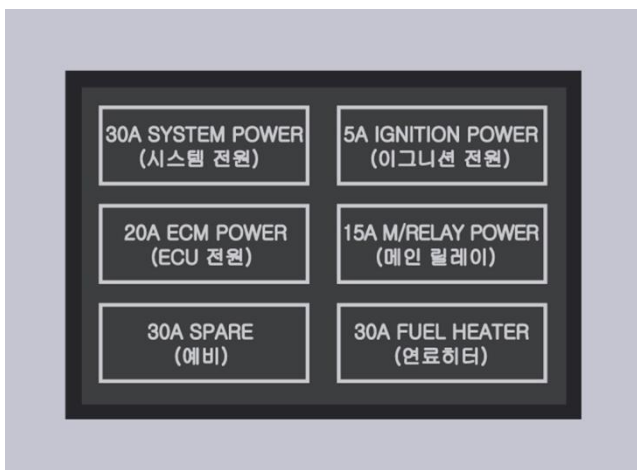 30A SYSTEM POWER
(시스템 전원)
5A IGNITION POWER
(이그니션 전원)
20A ECM POWER
(ECU 전원)
15A M/RELAY POWER
(메인 릴레이)
30A SPARE
(예비)
30A FUEL HEATER
(연료히터)